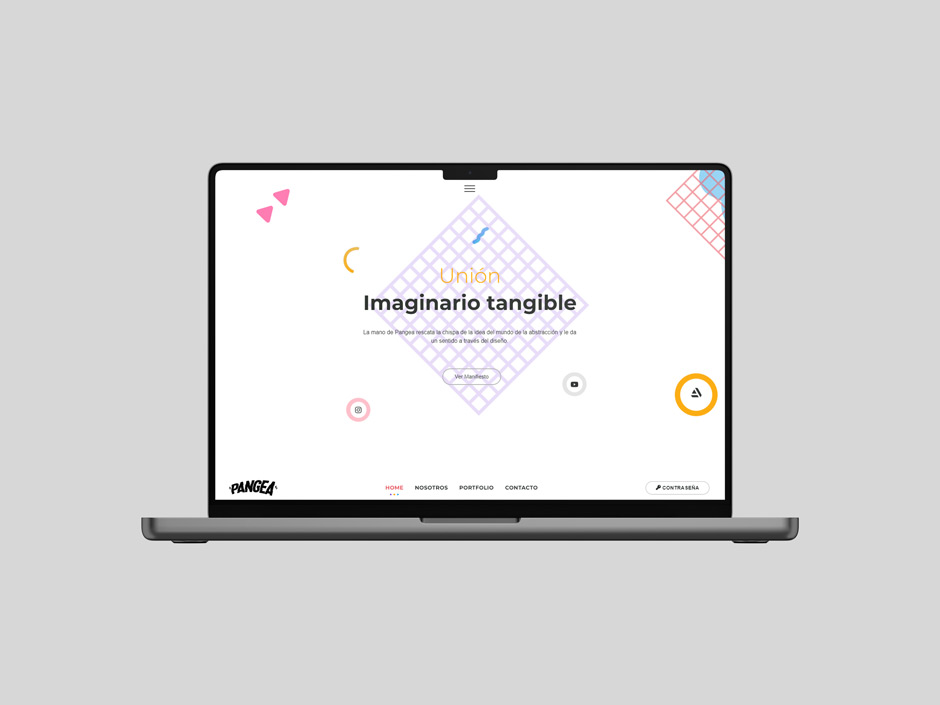 Unión
Imaginario tangible
La mano de Pangea rescata la chispa de la idea del mundo de la abstracción y le da
un sentido a través del diseño.
Ver Manifiesto
PANGEA
HOME NOSOTROS PORTFOLIO CONTACTO
CONTRASEÑA